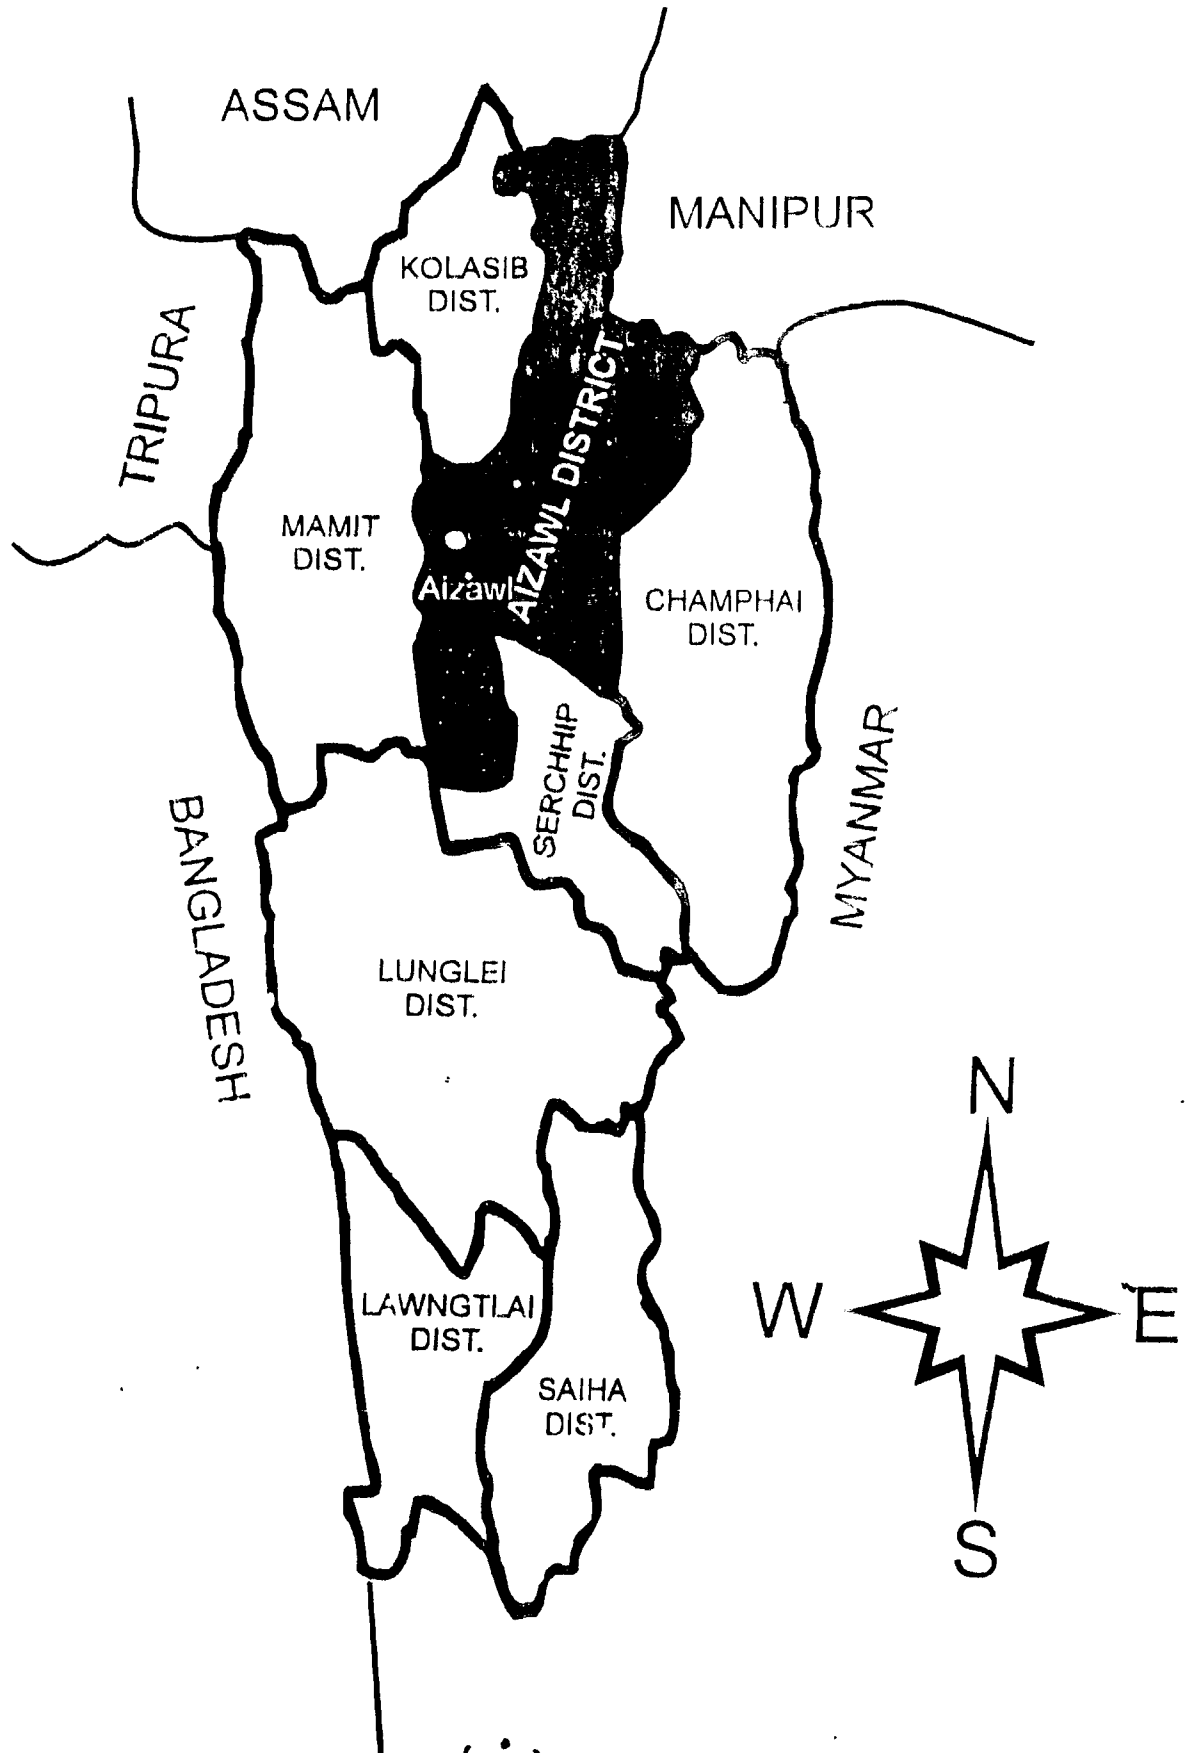 ASSAM
MANIPUR
KOLASIB
DIST.
TRIPURA
AIZAWL DISTRICT
MAMIT
DIST.
Aizawl
CHAMPHAI
DIST.
SERCHHIP
DIST.
MYANMAR
BANGLADESH
LUNGLEI
DIST.
N
LAWNGTLAI
DIST.
W
E
SAIHA
DIST.
S